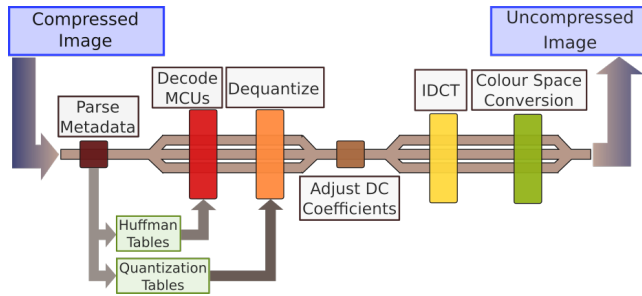 Compressed
Image
Uncompressed
Image
Parse
Metadata
Decode
MCUs
Dequantize
Adjust DC
Coefficients
IDCT
Colour Space
Conversion
Huffman
Tables
Quantization
Tables